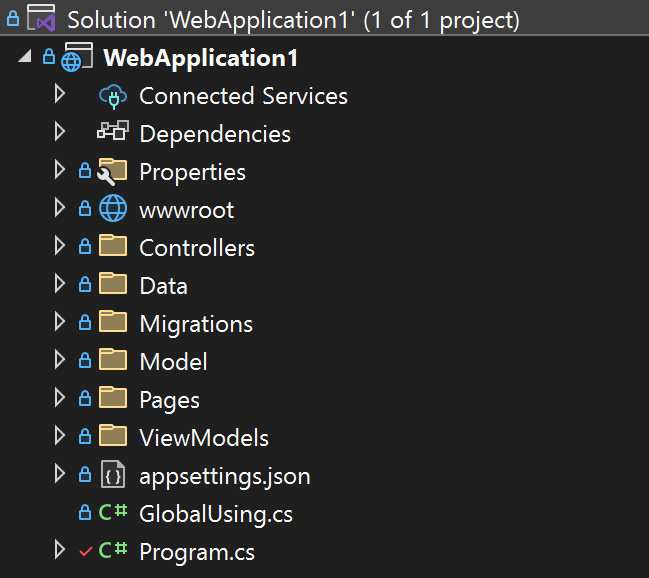 Solution 'WebApplication1' (1 of 1 project)
WebApplication1
Connected Services
Dependencies
Properties
wwwroot
Controllers
Data
Migrations
Model
Pages
ViewModels
appsettings.json
C# GlobalUsing.cs
C# Program.cs